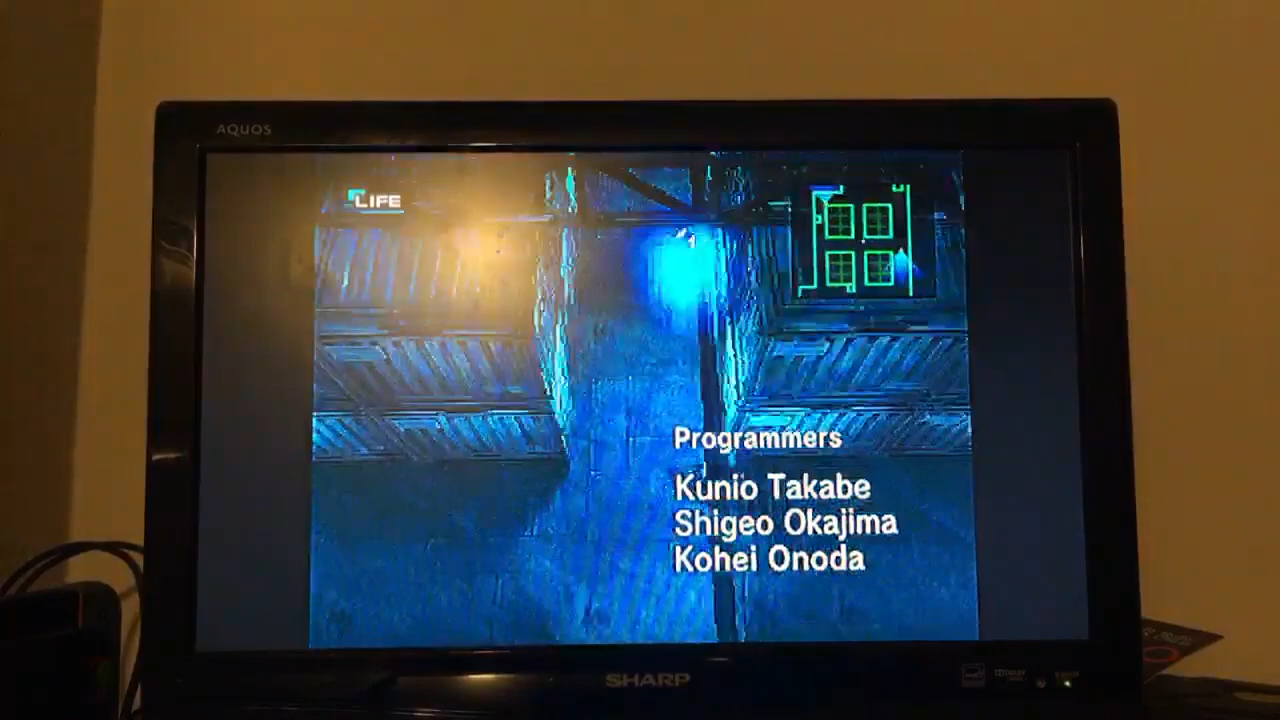 AQUOS
LIFE
Programmers
Kunio Takabe
Shigeo Okajima
Kohei Onoda
SHARP